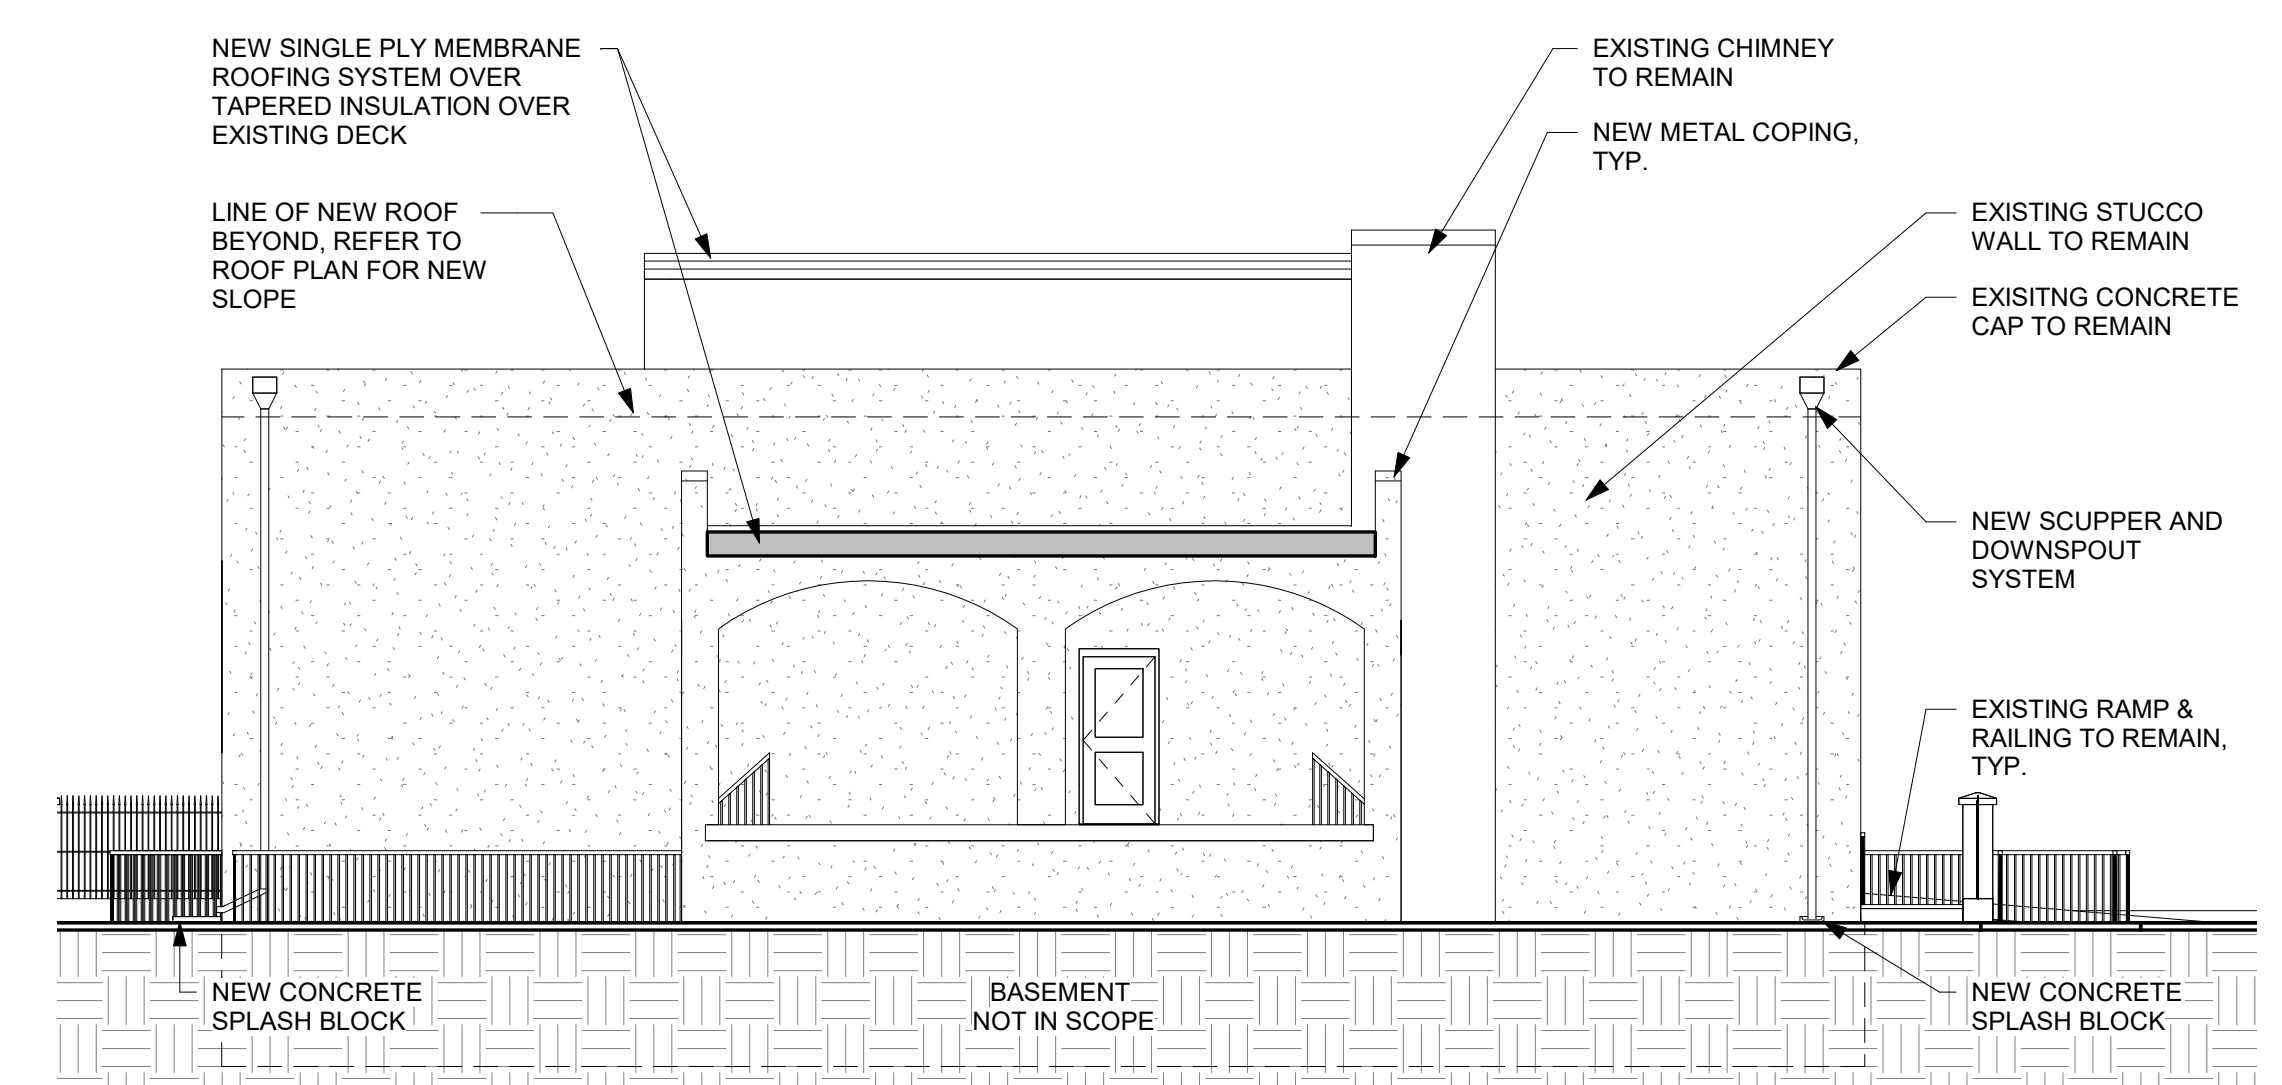 NEW SINGLE PLY MEMBRANE
ROOFING SYSTEM OVER
TAPERED INSULATION OVER
EXISTING DECK
LINE OF NEW ROOF
BEYOND, REFER TO
ROOF PLAN FOR NEW
SLOPE
EXISTING CHIMNEY
TO REMAIN
NEW METAL COPING,
TYP.
EXISTING STUCCO
WALL TO REMAIN
EXISITNG CONCRETE
CAP TO REMAIN
NEW SCUPPER AND
DOWNSPOUT
SYSTEM
EXISTING RAMP &
RAILING TO REMAIN,
TYP.
NEW CONCRETE
SPLASH BLOCK
BASEMENT
NOT IN SCOPE
NEW CONCRETE
SPLASH BLOCK